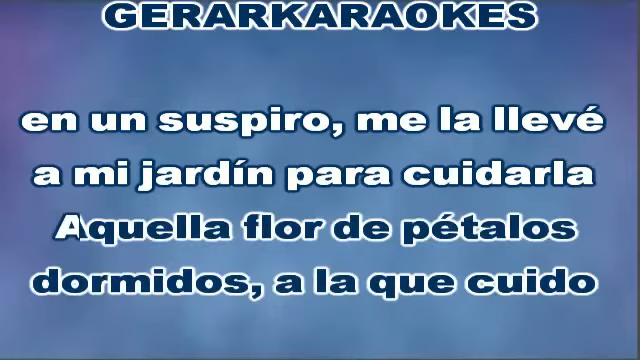 GERARKARAOKES
en un suspiro, me la llevé
a mi jardín para cuidarla
Aquella flor de pétalos
dormidos, a la que cuido